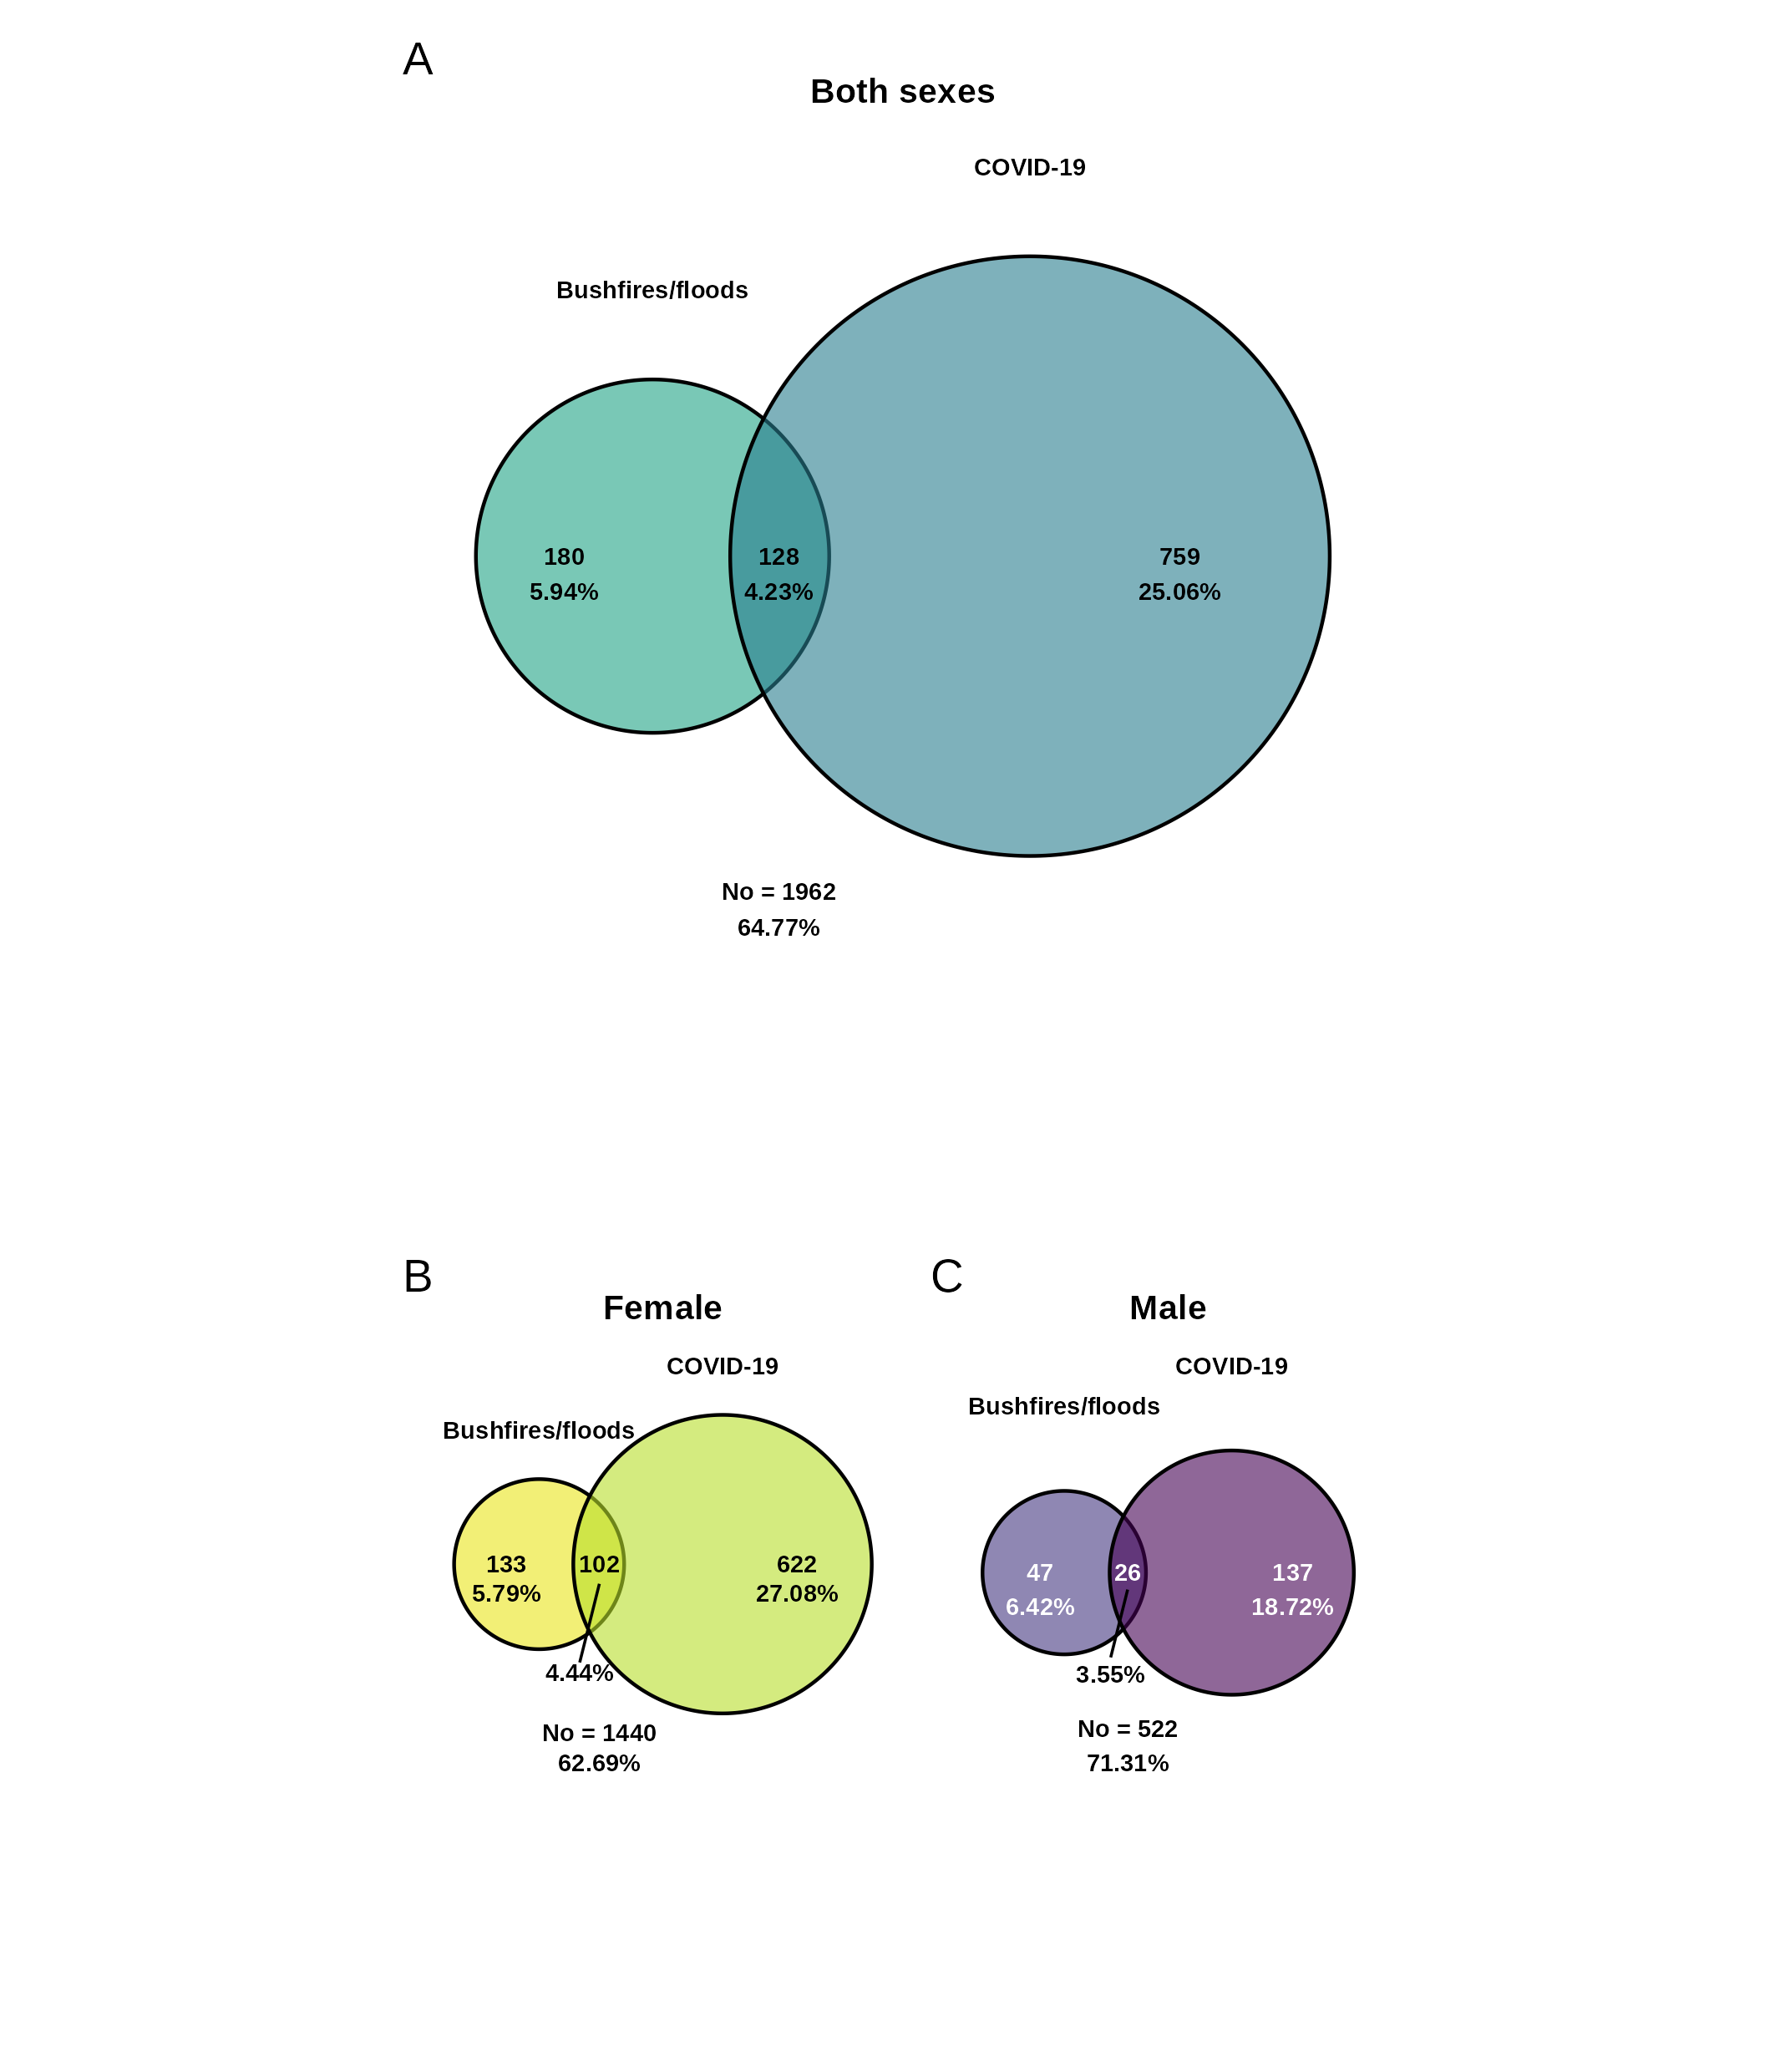 A
Both sexes
COVID-19
Bushfires/floods
180
5.94%
128
4.23%
759
25.06%
No = 1962
64.77%
B
Female
COVID-19
Bushfires/floods
133
5.79%
102
4.44%
622
27.08%
No = 1440
62.69%
C
Male
COVID-19
Bushfires/floods
47
6.42%
26
3.55%
137
18.72%
No = 522
71.31%